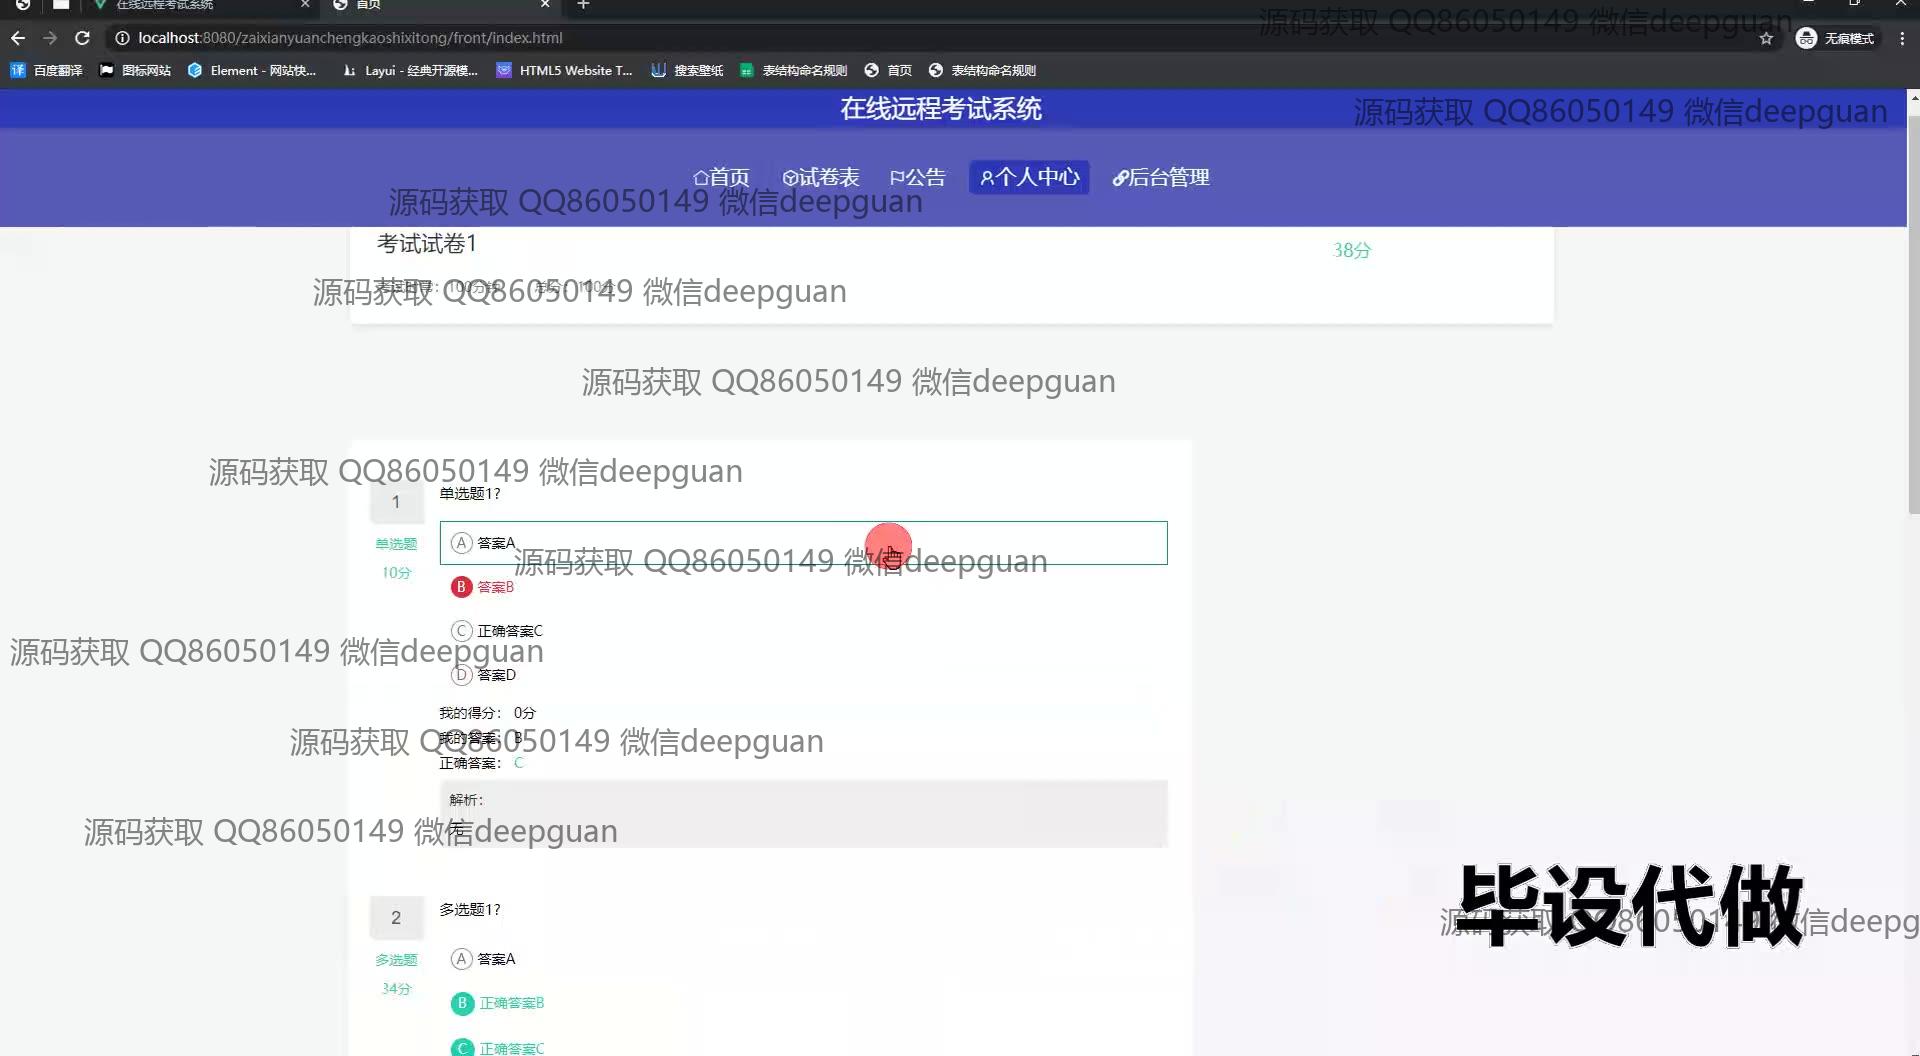 在线远程考试系统
首页
localhost:8080/zaixianyuanchengkaoshixitong/front/index.html
源码获取 QQ86050149 微信deepguan
无痕模式
译 百度翻译
图标网站
Element - 网站快...
Layui - 经典开源模...
HTML5 Website T...
搜索壁纸
表结构命名规则
首页
表结构命名规则
在线远程考试系统
源码获取 QQ86050149 微信deepguan
首页
试卷表
公告
个人中心
后台管理
源码获取 QQ86050149 微信deepguan
考试试卷1
38分
考试时常: 100分钟 总分: 100分
源码获取 QQ86050149 微信deepguan
源码获取 QQ86050149 微信deepguan
源码获取 QQ86050149 微信deepguan
1
单选题1?
单选题
10分
A 答案A
源码获取 QQ86050149 微信deepguan
B 答案B
C 正确答案C
源码获取 QQ86050149 微信deepguan
D 答案D
我的得分: 0分
我的答案: B
源码获取 QQ86050149 微信deepguan
正确答案: C
解析:
无
源码获取 QQ86050149 微信deepguan
2
多选题1?
多选题
34分
A 答案A
B 正确答案B
C 正确答案C
毕设代做
源码获取 QQ86050149 微信deepg